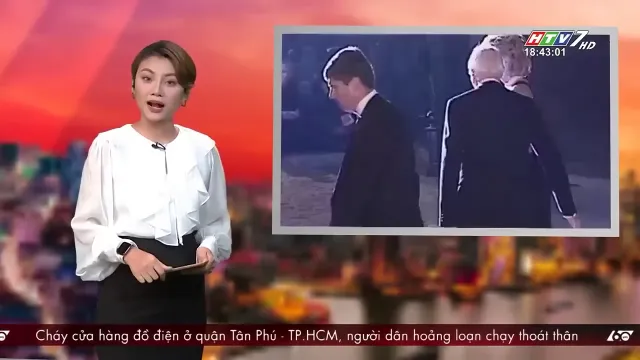 HTV7 HD
18:43:01
Cháy cửa hàng đồ điện ở quận Tân Phú - TP.HCM, người dân hoảng loạn chạy thoát thân